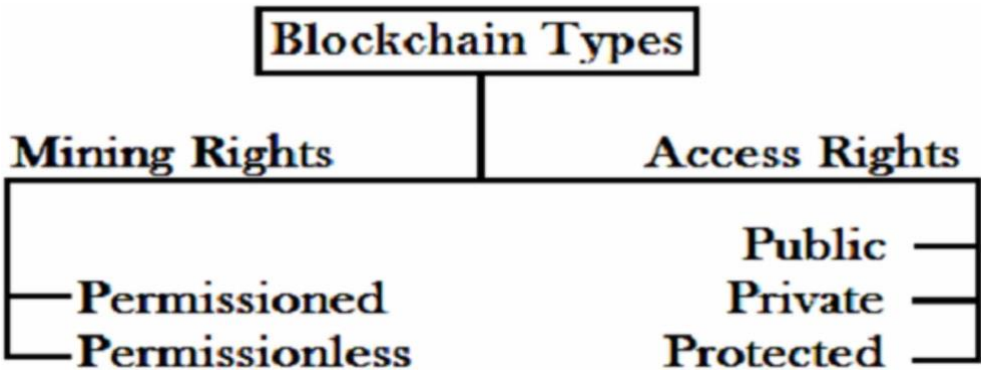 Blockchain Types
Mining Rights
Access Rights
Permissioned
Permissionless
Public
Private
Protected